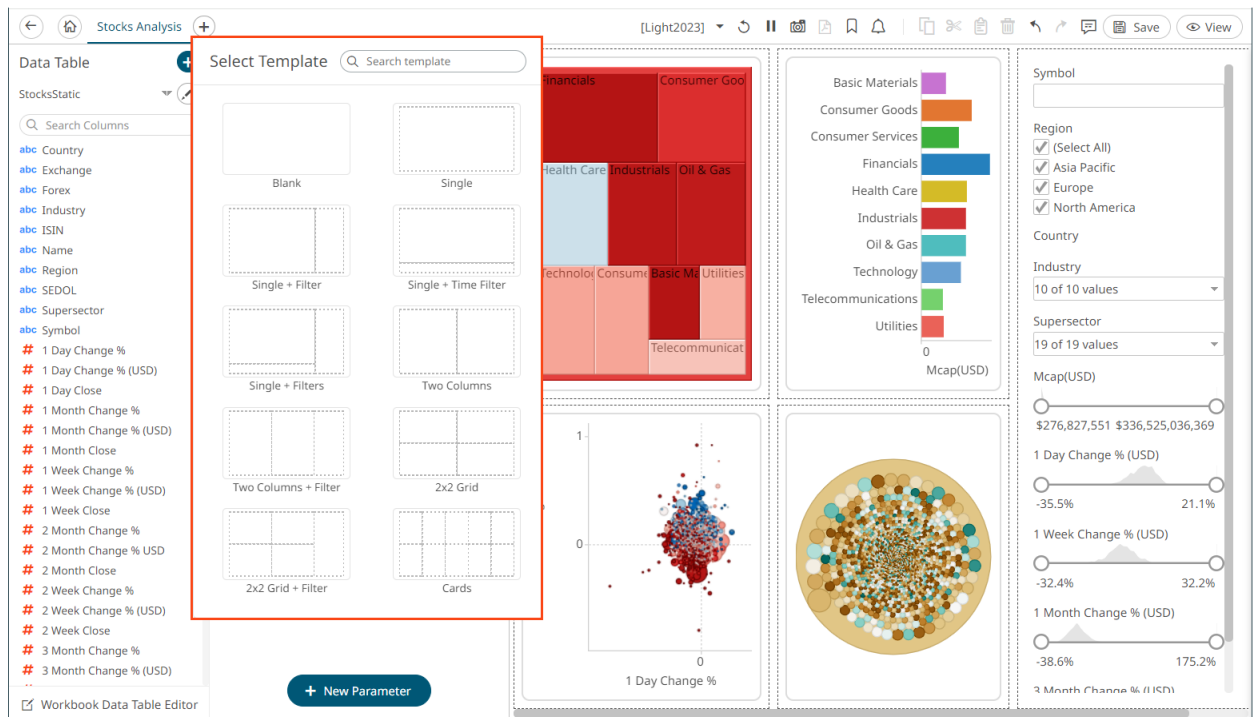 Stocks Analysis
[Light2023]
Save
View
Data Table
StocksStatic
Search Columns
abc Country
abc Exchange
abc Forex
abc Industry
abc ISIN
abc Name
abc Region
abc SEDOL
abc Supersector
abc Symbol
# 1 Day Change %
# 1 Day Change % (USD)
# 1 Day Close
# 1 Month Change %
# 1 Month Change % (USD)
# 1 Month Close
# 1 Week Change %
# 1 Week Change % (USD)
# 1 Week Close
# 2 Month Change %
# 2 Month Change % USD
# 2 Month Close
# 2 Week Change %
# 2 Week Change % (USD)
# 2 Week Close
# 3 Month Change %
# 3 Month Change % (USD)
Workbook Data Table Editor
Select Template
Search template
Blank
Single
Single + Filter
Single + Time Filter
Single + Filters
Two Columns
Two Columns + Filter
2x2 Grid
2x2 Grid + Filter
Cards
New Parameter
Financials
Consumer Goo
Health Care
Industrials
Oil & Gas
Technolo
Consume
Basic Ma
Utilities
Telecommunicat
Basic Materials
Consumer Goods
Consumer Services
Financials
Health Care
Industrials
Oil & Gas
Technology
Telecommunications
Utilities
0
Mcap(USD)
1
0
0
1 Day Change %
Symbol
Region
(Select All)
Asia Pacific
Europe
North America
Country
Industry
10 of 10 values
Supersector
19 of 19 values
Mcap(USD)
$276,827,551 $336,525,036,369
1 Day Change % (USD)
-35.5% 21.1%
1 Week Change % (USD)
-32.4% 32.2%
1 Month Change % (USD)
-38.6% 175.2%
3 Month Change % (USD)